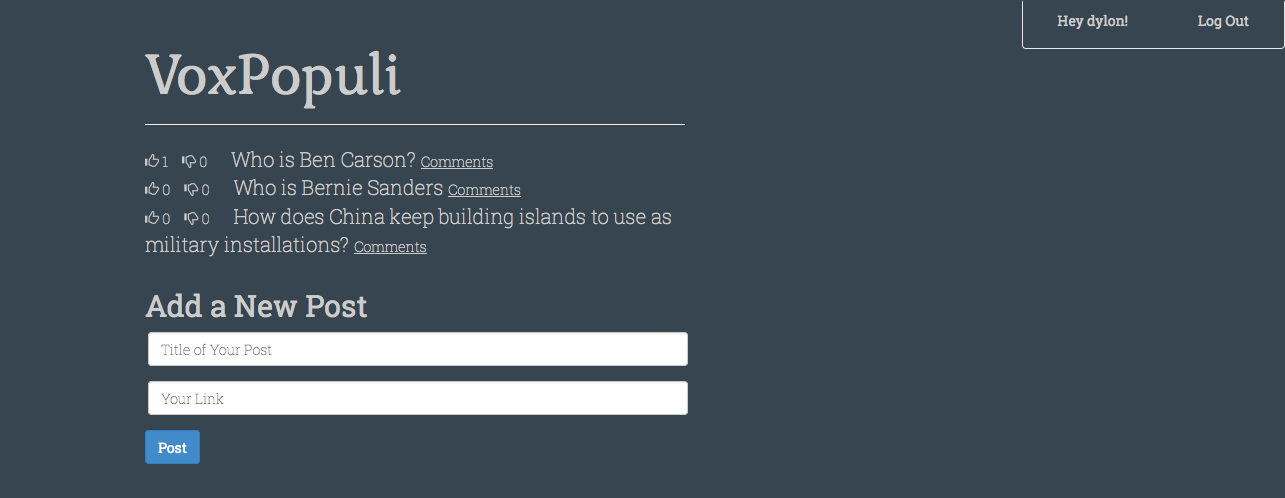 Hey dylon! Log Out
VoxPopuli
1 0 Who is Ben Carson? Comments
0 0 Who is Bernie Sanders Comments
0 0 How does China keep building islands to use as
military installations? Comments
Add a New Post
Title of Your Post
Your Link
Post